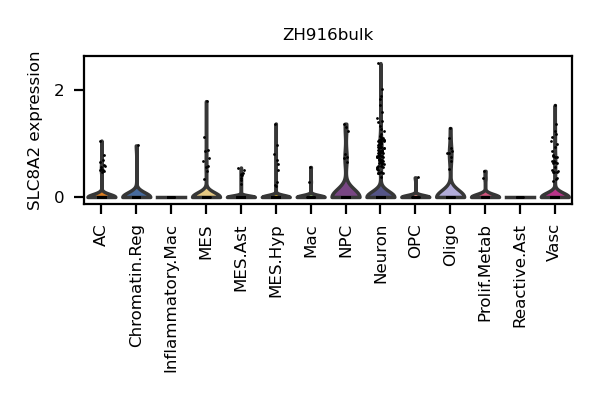 ZH916bulk
SLC8A2 expression
2
0
AC
Chromatin.Reg
Inflammatory.Mac
MES
MES.Ast
MES.Hyp
Mac
NPC
Neuron
OPC
Oligo
Prolif.Metab
Reactive.Ast
Vasc